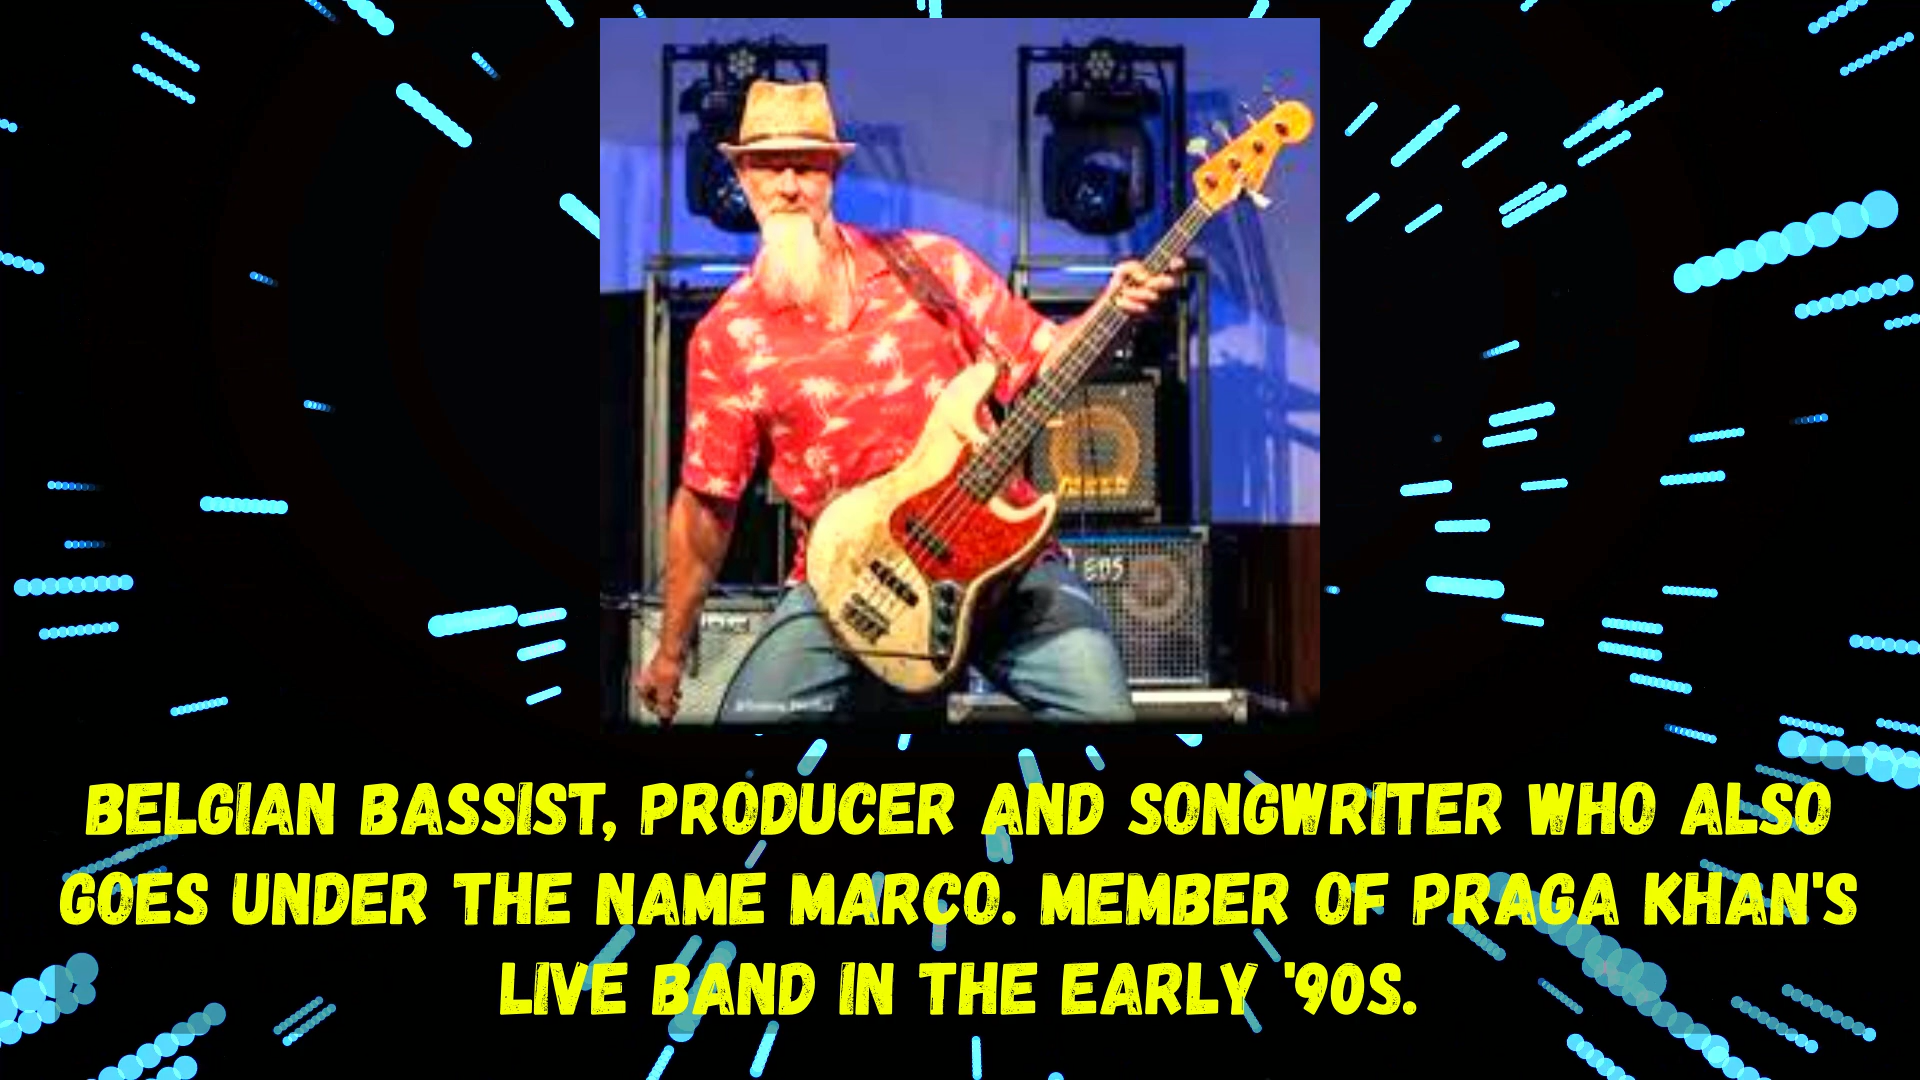 EBS
BELGIAN BASSIST, PRODUCER AND SONGWRITER WHO ALSO
GOES UNDER THE NAME MARCO. MEMBER OF PRAGA KHAN'S
LIVE BAND IN THE EARLY '90S.